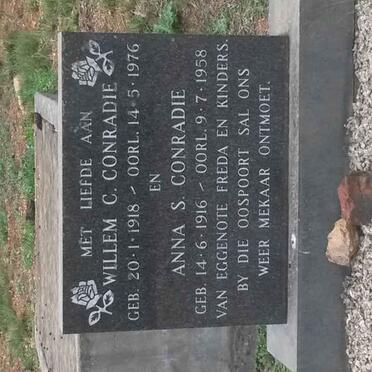 MET LIEFDE AAN
WILLEM C. CONRADIE
GEB. 20-1-1918 ~ OORL. 14-5-1976
EN
ANNA S. CONRADIE
GEB. 14-6-1916 ~ OORL. 9-7-1958
VAN EGGENOTE FREDA EN KINDERS.
BY DIE OOSPOORT SAL ONS
WEER MEKAAR ONTMOET.